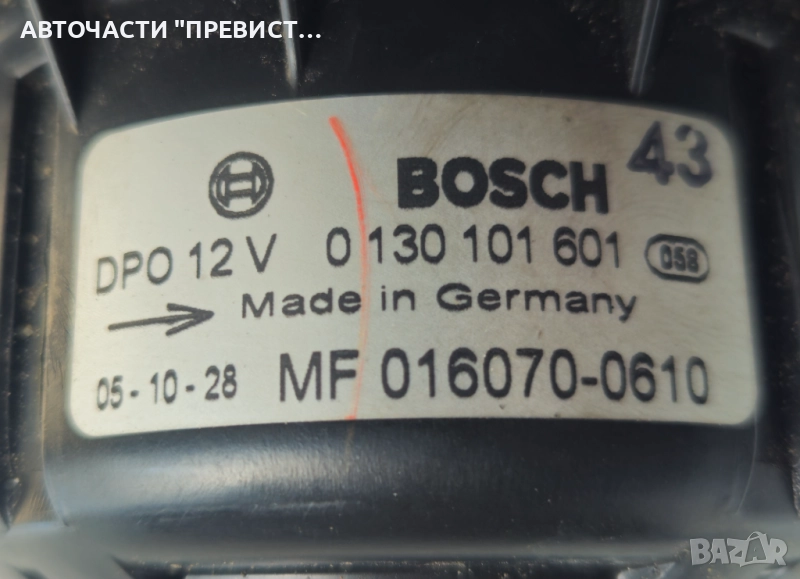 АВТОЧАСТИ "ПРЕВИСТ...
BOSCH 43
DPO 12 V 0 130 101 601 058
Made in Germany
05-10-28 MF 016070-0610
BAZAR